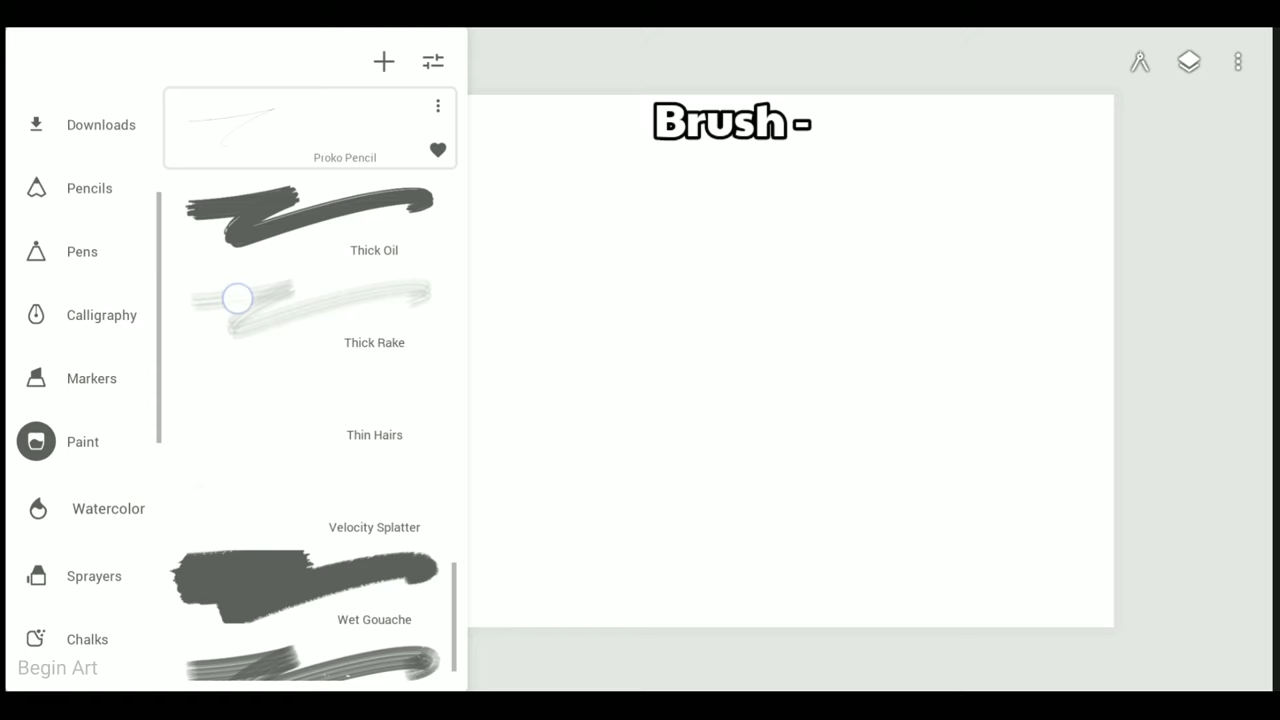 Brush -
Downloads
Pencils
Pens
Calligraphy
Markers
Paint
Watercolor
Sprayers
Chalks
Begin Art
Proko Pencil
Thick Oil
Thick Rake
Thin Hairs
Velocity Splatter
Wet Gouache